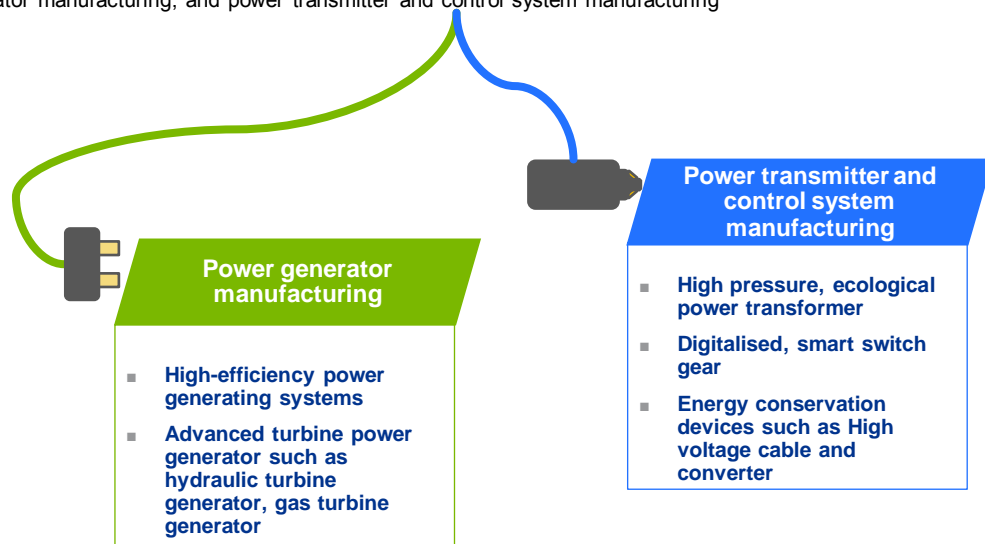 ator manufacturing, and power transmitter and control system manufacturing
Power generator
manufacturing
■ High-efficiency power
generating systems
■ Advanced turbine power
generator such as
hydraulic turbine
generator, gas turbine
generator
Power transmitter and
control system
manufacturing
■ High pressure, ecological
power transformer
■ Digitalised, smart switch
gear
■ Energy conservation
devices such as High
voltage cable and
converter